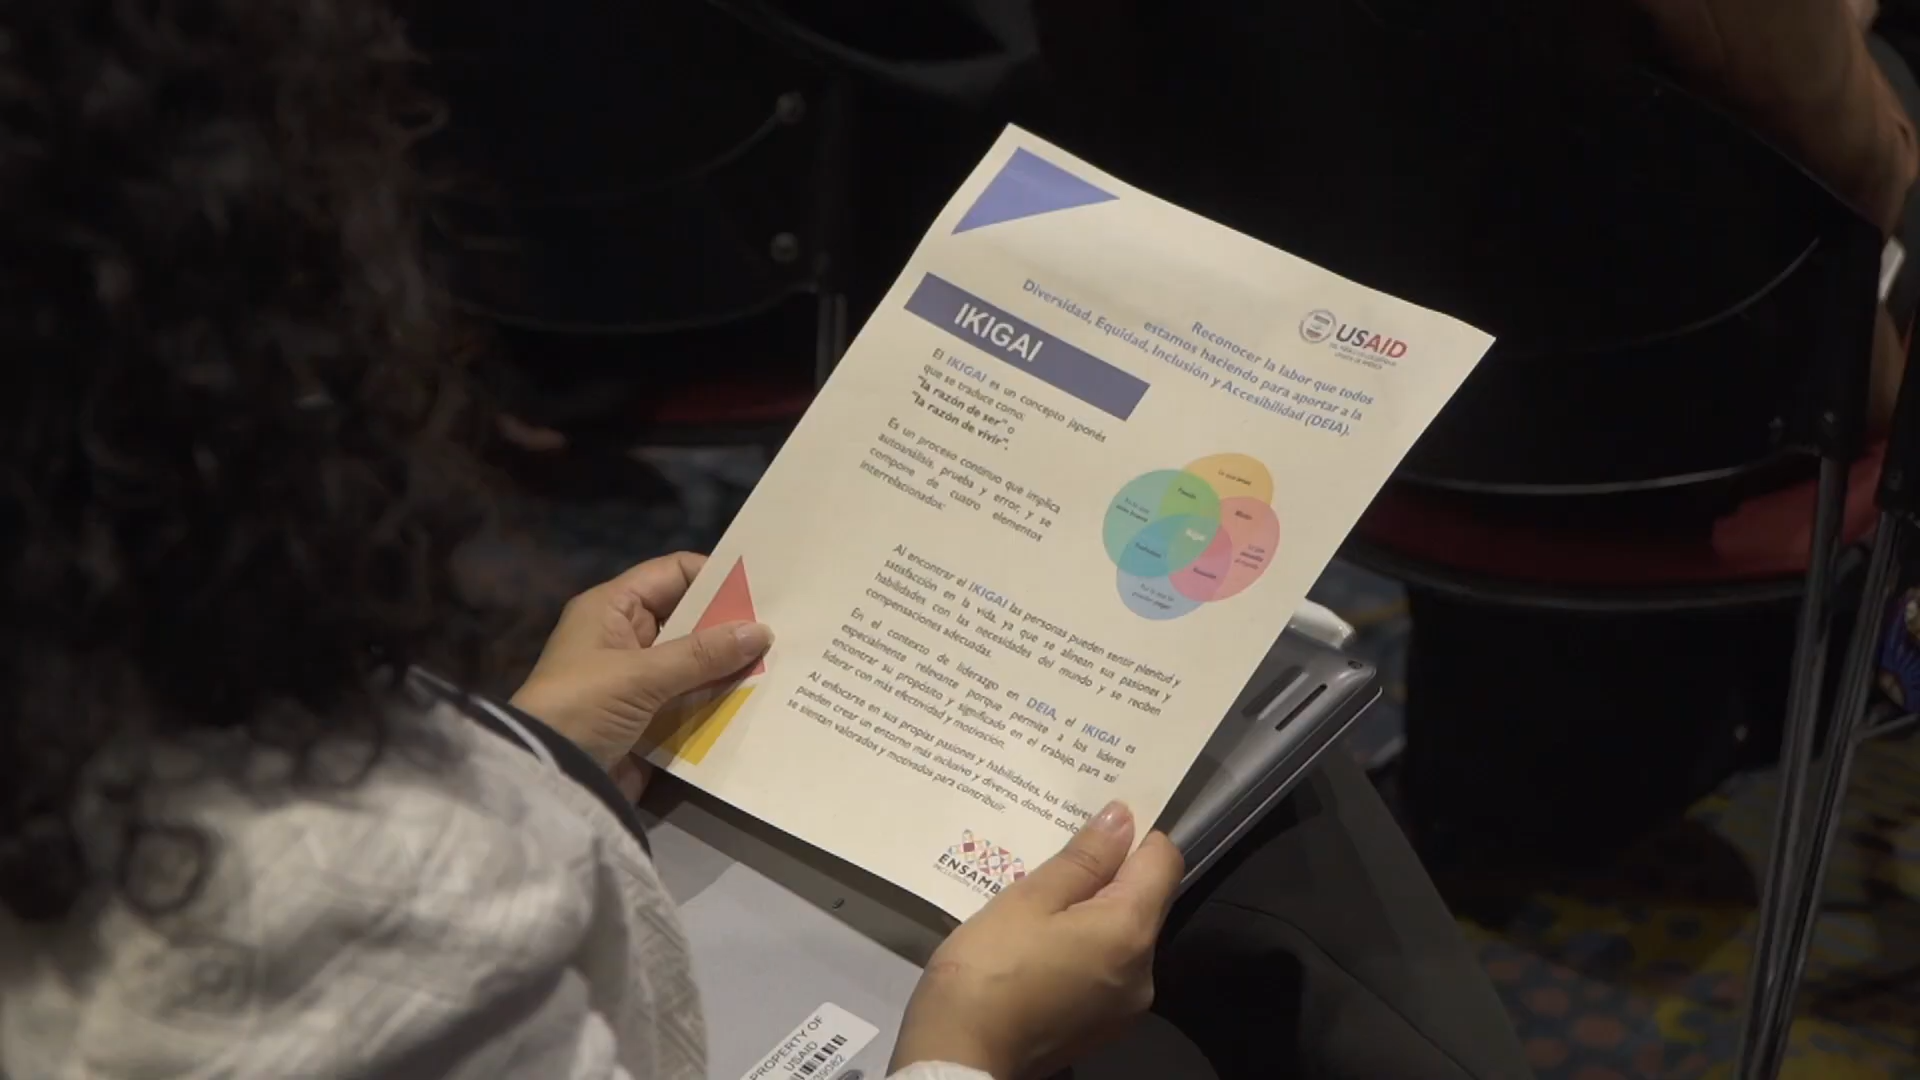 Reconocer la labor que todos
estamos haciendo para aportar a la
Diversidad, Equidad, Inclusión y Accesibilidad (DEIA).
USAID
IKIGAI
El IKIGAI es un concepto japonés
que se traduce como:
"la razón de ser" o
"la razón de vivir".
Es un proceso continuo que implica
autoanálisis, prueba y error, y se
compone de cuatro elementos
interrelacionados:
Ikigai
Al encontrar el IKIGAI las personas pueden sentir plenitud y
satisfacción en la vida, ya que se alinean sus pasiones y
habilidades con las necesidades del mundo y se reciben
compensaciones adecuadas.
En el contexto de liderazgo en DEIA, el IKIGAI es
especialmente relevante porque permite a los líderes
encontrar su propósito y significado en el trabajo, para así
liderar con más efectividad y motivación.
Al enfocarse en sus propias pasiones y habilidades, los líderes
pueden crear un entorno más inclusivo y diverso, donde todo
se sientan valorados y motivados para contribuir.
ENSAMB
PROPERTY OF
USAID